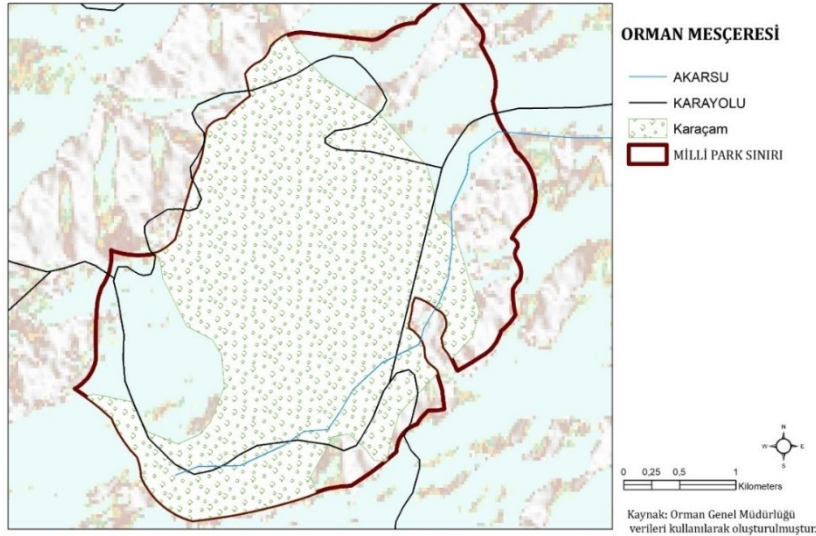 ORMAN MEŞÇERESİ
AKARSU
KARAYOLU
Karaçam
MİLLİ PARK SINIRI
N
W E
S
0 0,25 0,5 1
Kilometers
Kaynak: Orman Genel Müdürlüğü
verileri kullanılarak oluşturulmuştur.